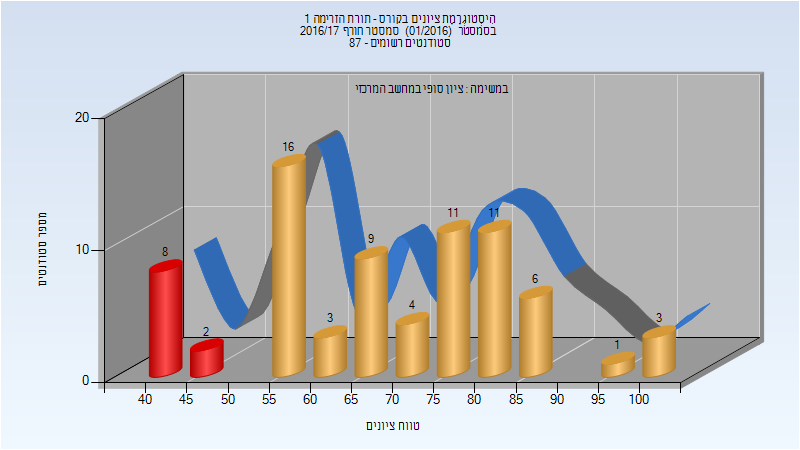 היסטוגרמת ציונים בקורס - תורת הזרימה 1
בסמסטר (01/2016) סמסטר חורף 2016/17
סטודנטים רשומים - 87
במשימה : ציון סופי במחשב המרכזי
מספר סטודנטים
20
10
0
8
2
16
3
9
4
11
11
6
1
3
40 45 50 55 60 65 70 75 80 85 90 95 100
טווח ציונים